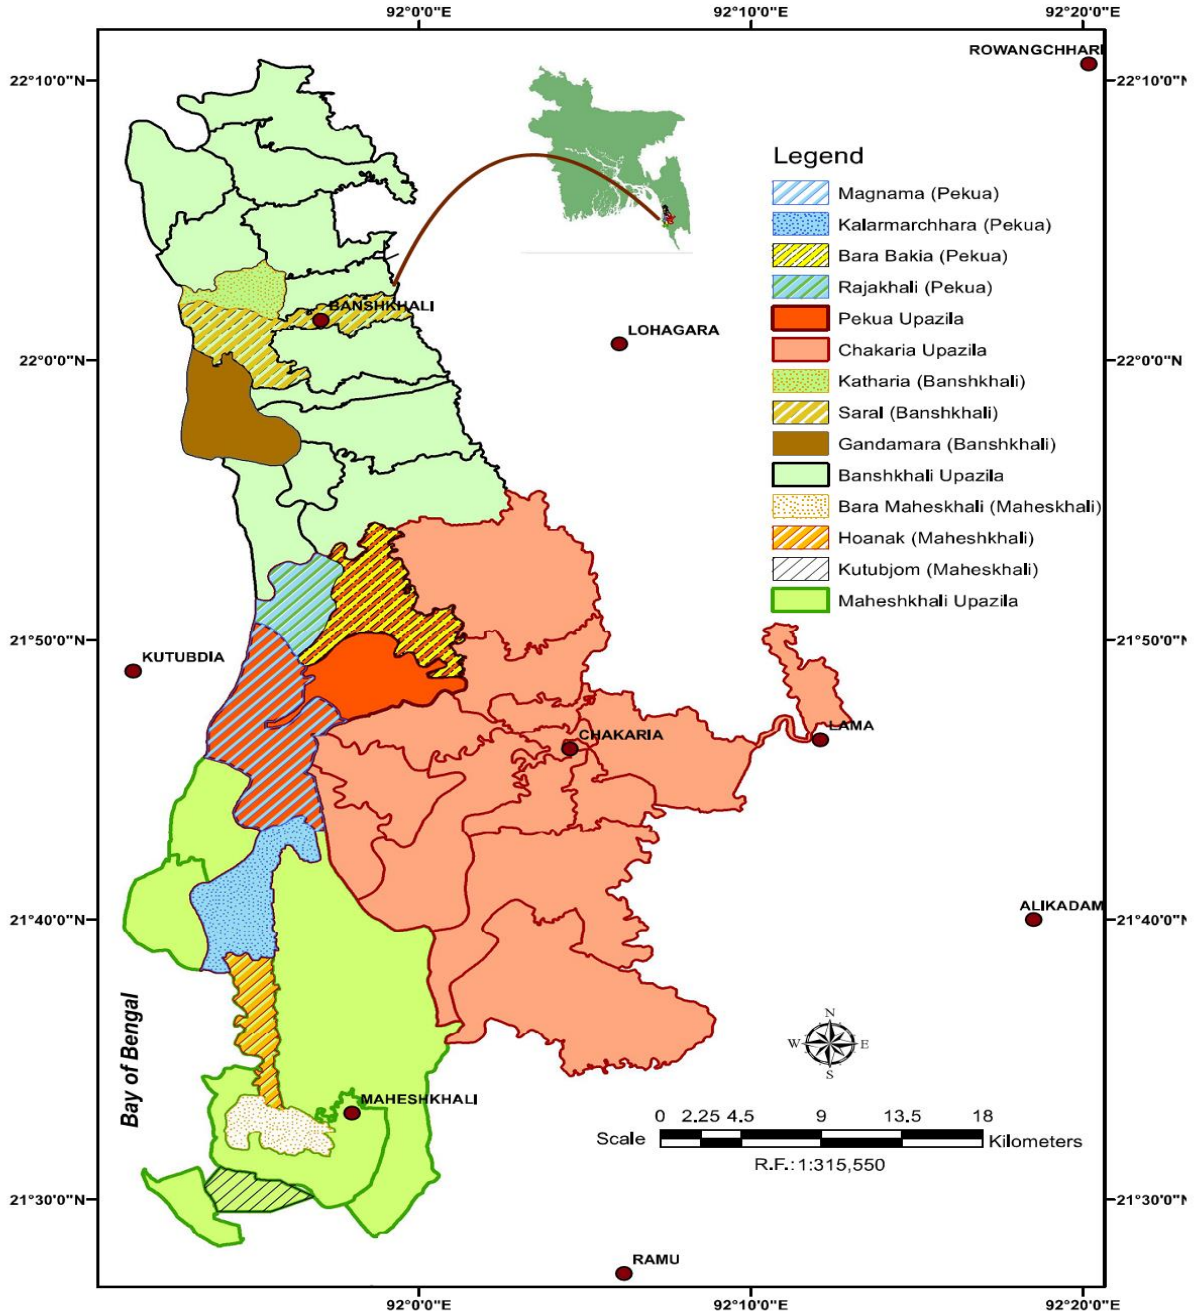 92°0'0"E
92°10'0"E
92°20'0"E
ROWANGCHHARI
22°10'0"N
22°10'0"N
Legend
Magnama (Pekua)
Kalarmarchhara (Pekua)
Bara Bakia (Pekua)
Rajakhali (Pekua)
Pekua Upazila
Chakaria Upazila
Katharia (Banshkhali)
Saral (Banshkhali)
Gandamara (Banshkhali)
Banshkhali Upazila
Bara Maheskhali (Maheskhali)
Hoanak (Maheshkhali)
Kutubjom (Maheskhali)
Maheshkhali Upazila
BANSHKHALI
LOHAGARA
22°0'0"N
22°0'0"N
21°50'0"N
21°50'0"N
KUTUBDIA
CHAKARIA
LAMA
ALIKADAM
21°40'0"N
21°40'0"N
Bay of Bengal
N
W
E
S
MAHESHKHALI
0 2.25 4.5 9 13.5 18
Scale
Kilometers
R.F.:1:315,550
21°30'0"N
21°30'0"N
RAMU
92°0'0"E
92°10'0"E
92°20'0"E